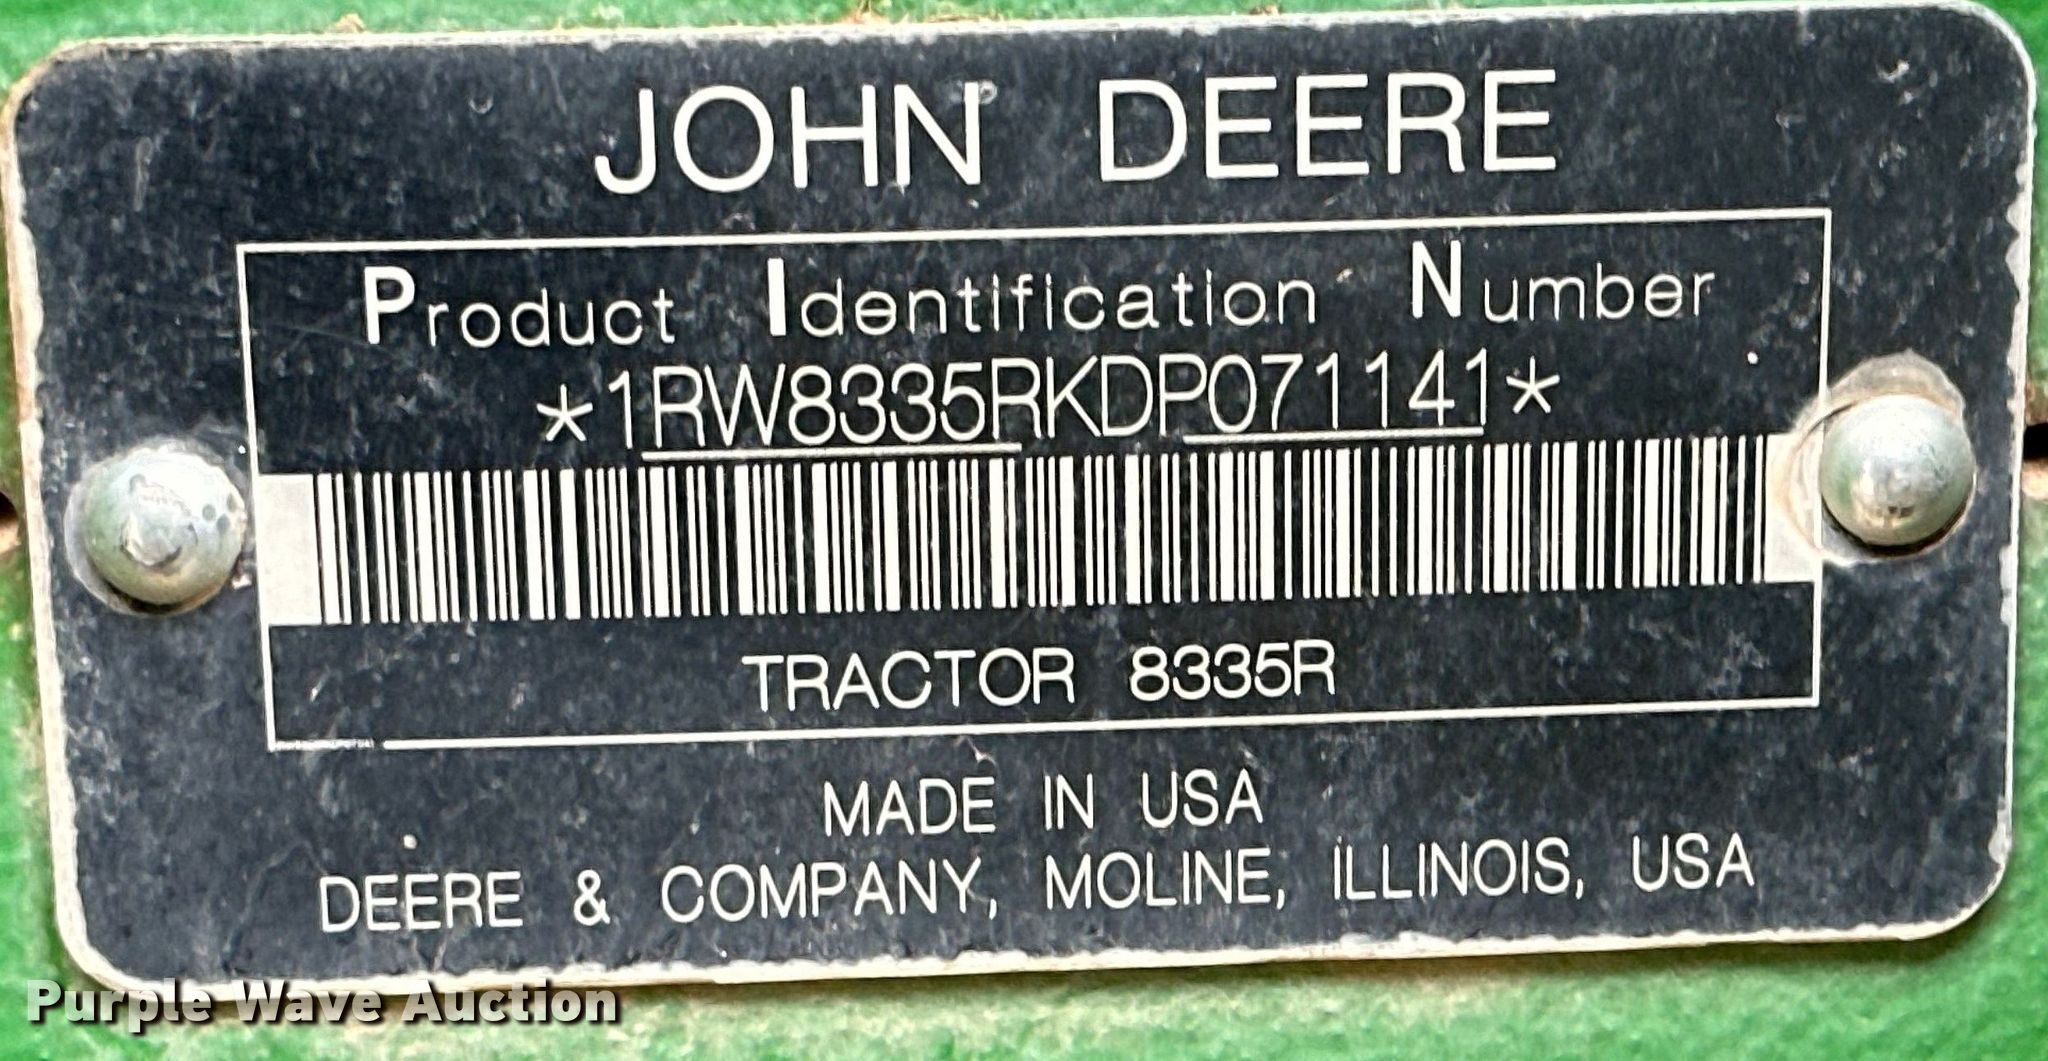 JOHN DEERE
Product Identification Number
*1RW8335RKDP071141*
TRACTOR 8335R
MADE IN USA
DEERE & COMPANY, MOLINE, ILLINOIS, USA
Purple Wave Auction